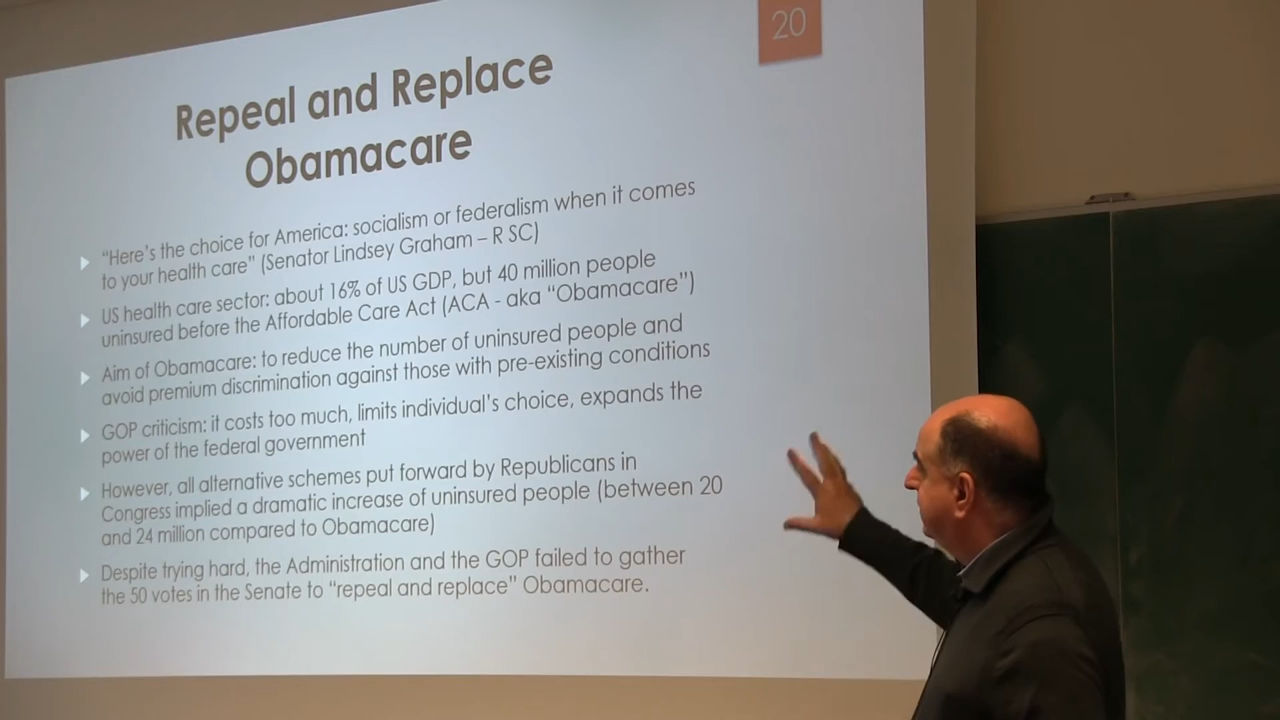 20
Repeal and Replace
Obamacare
“Here’s the choice for America: socialism or federalism when it comes
to your health care” (Senator Lindsey Graham – R SC)
US health care sector: about 16% of US GDP, but 40 million people
uninsured before the Affordable Care Act (ACA - aka “Obamacare”)
Aim of Obamacare: to reduce the number of uninsured people and
avoid premium discrimination against those with pre-existing conditions
GOP criticism: it costs too much, limits individual’s choice, expands the
power of the federal government
However, all alternative schemes put forward by Republicans in
Congress implied a dramatic increase of uninsured people (between 20
and 24 million compared to Obamacare)
Despite trying hard, the Administration and the GOP failed to gather
the 50 votes in the Senate to “repeal and replace” Obamacare.